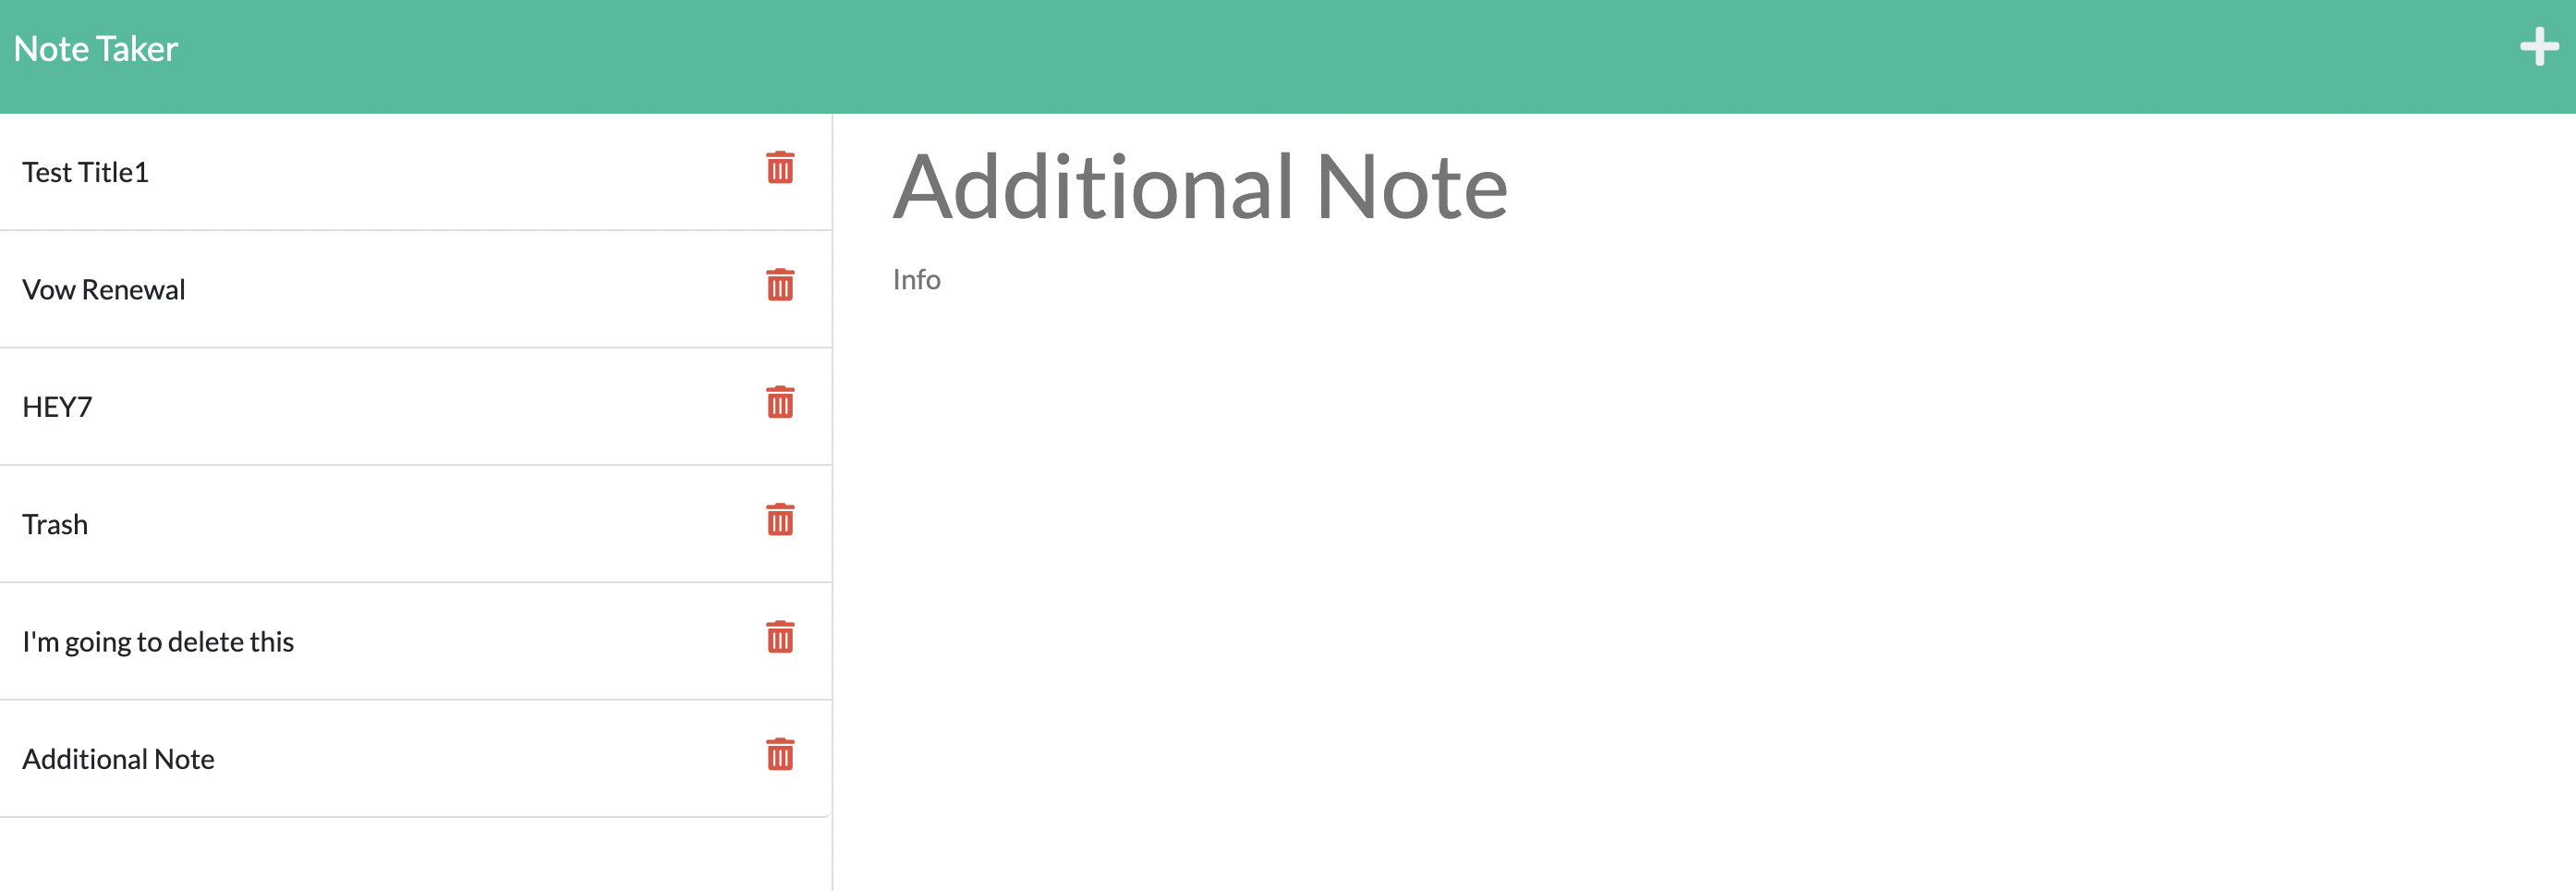 Note Taker
Test Title1
Vow Renewal
HEY7
Trash
I'm going to delete this
Additional Note
Additional Note
Info